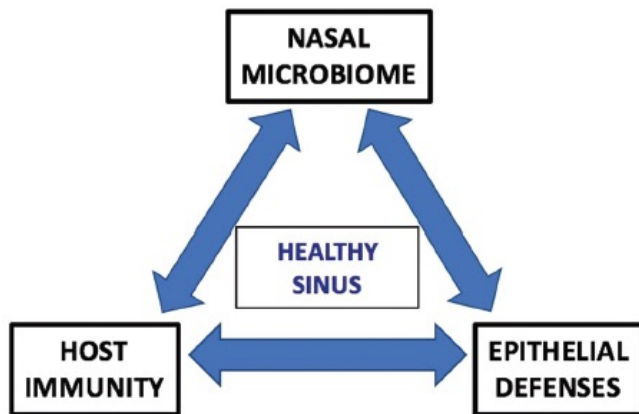 NASAL
MICROBIOME
HEALTHY
SINUS
HOST
IMMUNITY
EPITHELIAL
DEFENSES